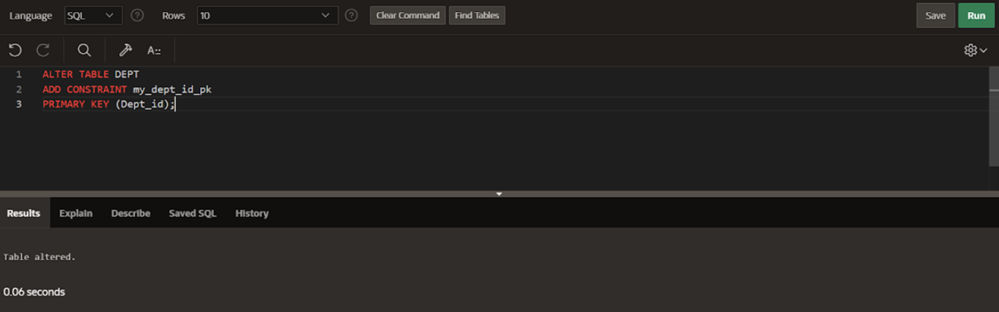 Language SQL Rows 10 Clear Command Find Tables Save Run
A::
1 ALTER TABLE DEPT
2 ADD CONSTRAINT my_dept_id_pk
3 PRIMARY KEY (Dept_id);
Results Explain Describe Saved SQL History
Table altered.
0.06 seconds